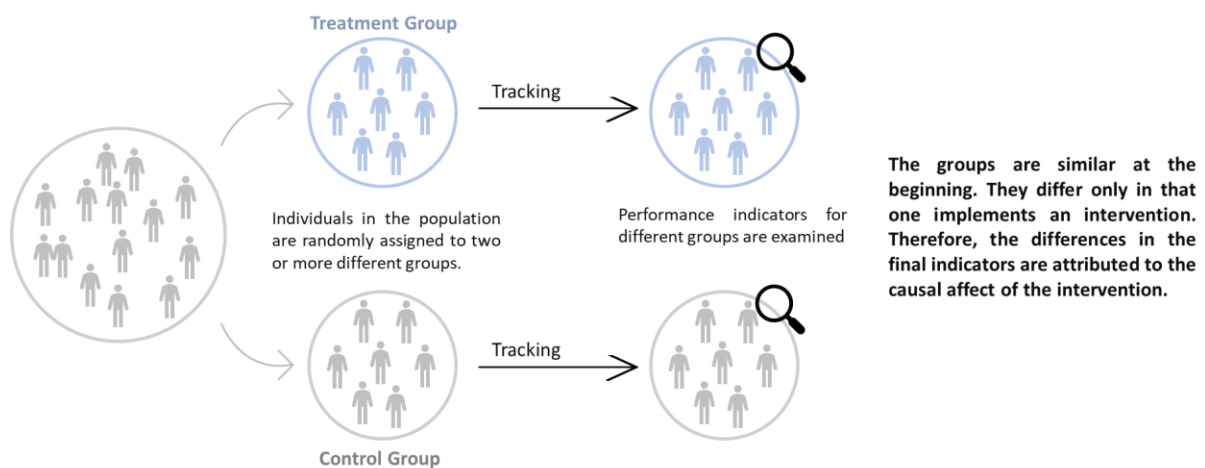 Treatment Group
Tracking
Individuals in the population
are randomly assigned to two
or more different groups.
Performance indicators for
different groups are examined
The groups are similar at the
beginning. They differ only in that
one implements an intervention.
Therefore, the differences in the
final indicators are attributed to the
causal affect of the intervention.
Tracking
Control Group